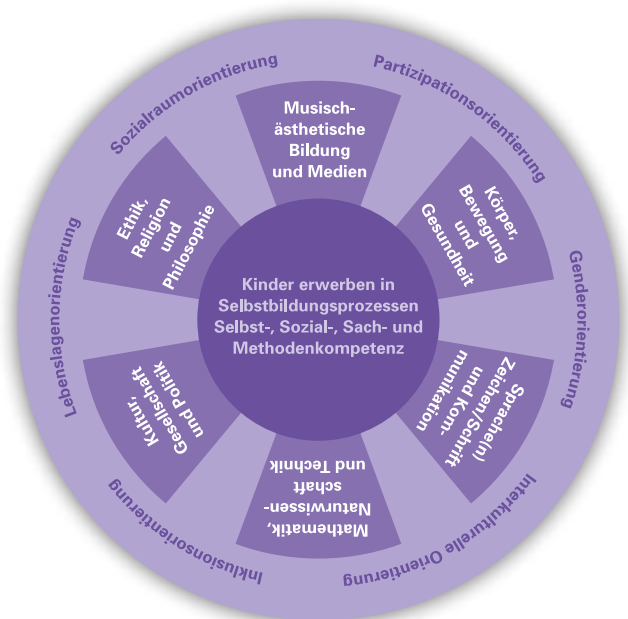 Sozialraumorientierung
Partizipationsorientierung
Genderorientierung
Interkulturelle Orientierung
Inklusionsorientierung
Lebenslagenorientierung
Musisch-
ästhetische
Bildung
und Medien
Körper,
Bewegung
und
Gesundheit
Sprache(n)
Zeichen/Schrift
und Kom-
munikation
Mathematik,
Naturwissen-
schaft
und Technik
Kultur,
Gesellschaft
und Politik
Ethik,
Religion
und
Philosophie
Kinder erwerben in
Selbstbildungsprozessen
Selbst-, Sozial-, Sach- und
Methodenkompetenz